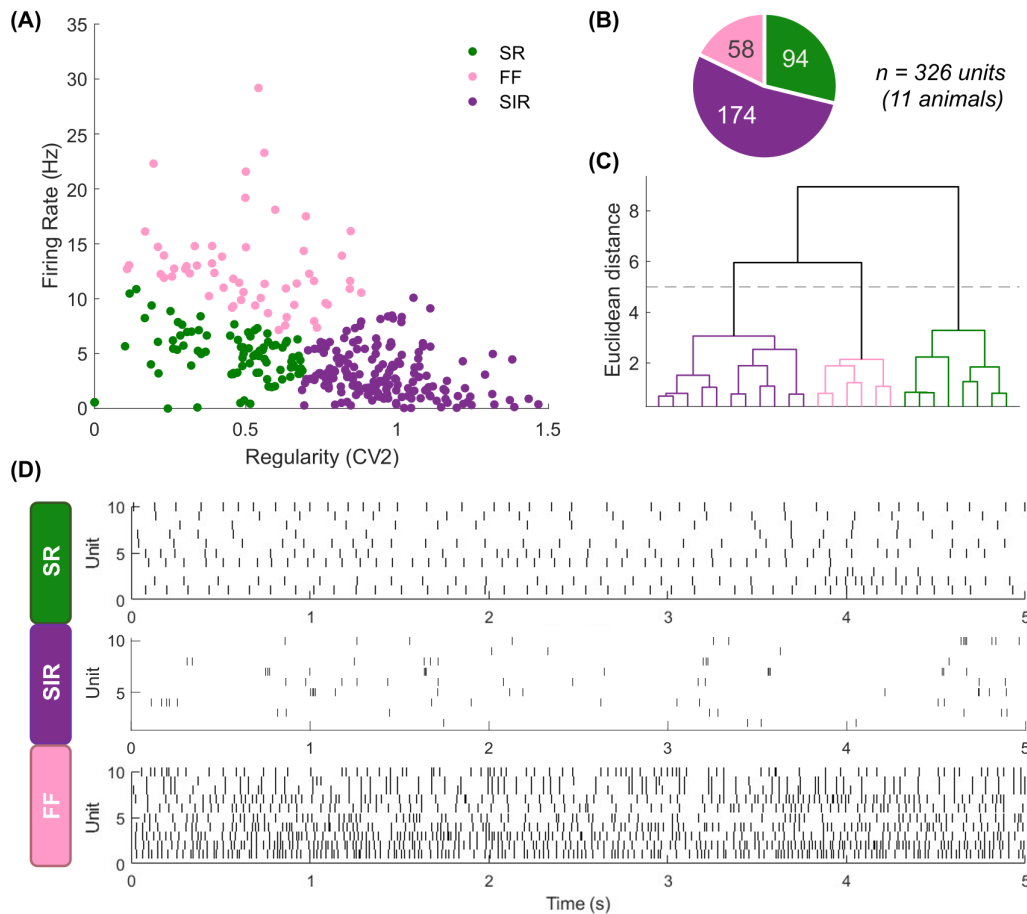 (A)
35
30
25
20
15
10
5
0
Firing Rate (Hz)
0
0.5
1
1.5
Regularity (CV2)
SR
FF
SIR
(B)
58
94
174
n = 326 units
(11 animals)
(C)
Euclidean distance
8
6
4
2
(D)
SR
Unit
10
5
0
0
1
2
3
4
5
SIR
Unit
10
5
0
1
2
3
4
5
FF
Unit
10
5
0
0
1
2
3
4
5
Time (s)